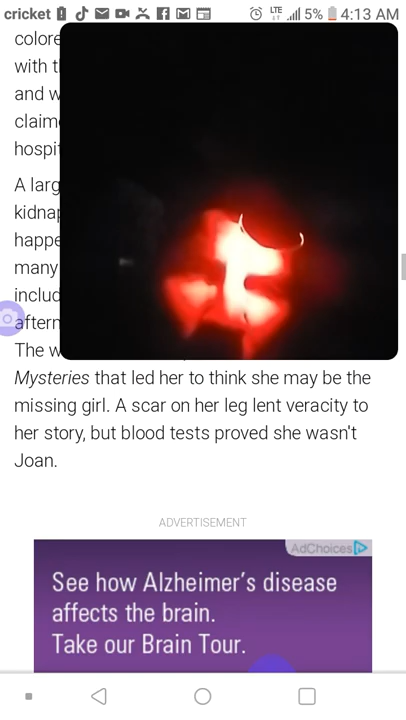 cricket LTE 5% 4:13 AM
colore
with t
and w
claim
hospit
A larg
kidnap
happe
many
includ
aftern
The w
Mysteries that led her to think she may be the
missing girl. A scar on her leg lent veracity to
her story, but blood tests proved she wasn't
Joan.
ADVERTISEMENT
AdChoices
See how Alzheimer's disease
affects the brain.
Take our Brain Tour.